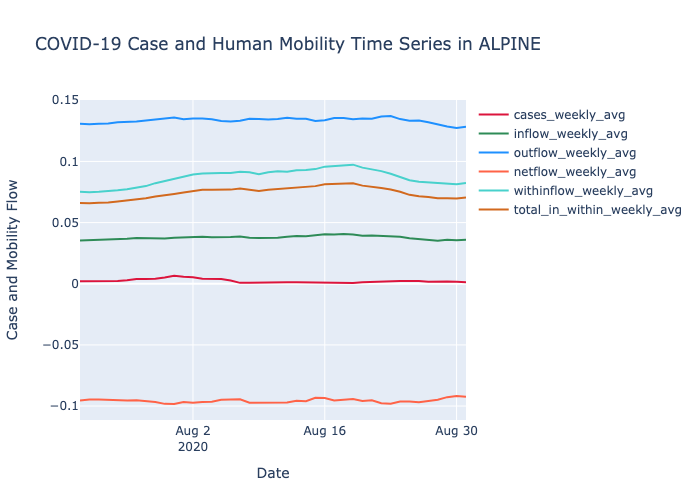 COVID-19 Case and Human Mobility Time Series in ALPINE
Case and Mobility Flow
0.15
0.1
0.05
0
−0.05
−0.1
Aug 2
2020
Aug 16
Aug 30
Date
cases_weekly_avg
inflow_weekly_avg
outflow_weekly_avg
netflow_weekly_avg
withinflow_weekly_avg
total_in_within_weekly_avg